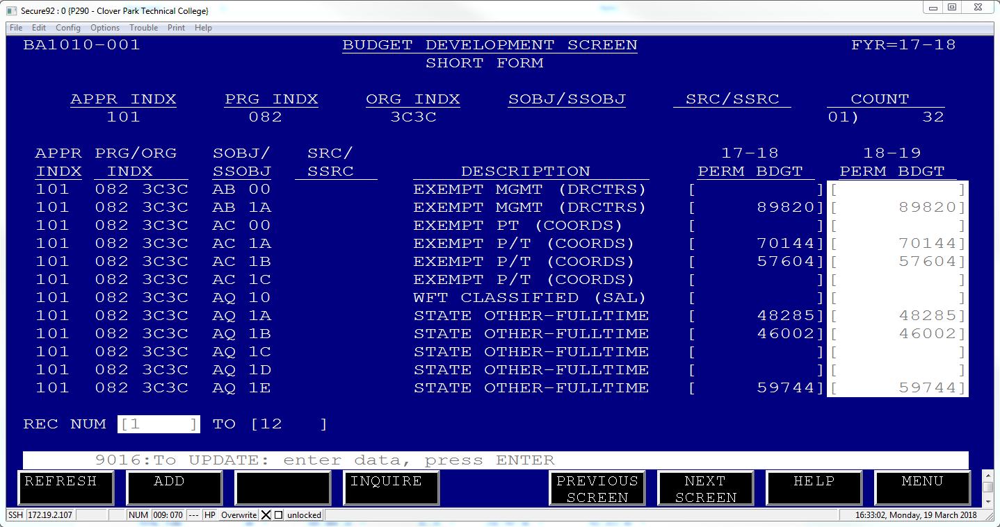 Secure92 : 0 {P290 - Clover Park Technical College}
File Edit Config Options Trouble Print Help
BA1010-001 BUDGET DEVELOPMENT SCREEN FYR=17-18
SHORT FORM
APPR INDX PRG INDX ORG INDX SOBJ/SSOBJ SRC/SSRC COUNT
101 082 3C3C 01) 32
APPR PRG/ORG SOBJ/ SRC/ 17-18 18-19
INDX INDX SSOBJ SSRC DESCRIPTION PERM BDGT PERM BDGT
101 082 3C3C AB 00 EXEMPT MGMT (DRCTRS) [ ] [ ]
101 082 3C3C AB 1A EXEMPT MGMT (DRCTRS) [ 89820] [ 89820]
101 082 3C3C AC 00 EXEMPT PT (COORDS) [ ] [ ]
101 082 3C3C AC 1A EXEMPT P/T (COORDS) [ 70144] [ 70144]
101 082 3C3C AC 1B EXEMPT P/T (COORDS) [ 57604] [ 57604]
101 082 3C3C AC 1C EXEMPT P/T (COORDS) [ ] [ ]
101 082 3C3C AQ 10 WFT CLASSIFIED (SAL) [ ] [ ]
101 082 3C3C AQ 1A STATE OTHER-FULLTIME [ 48285] [ 48285]
101 082 3C3C AQ 1B STATE OTHER-FULLTIME [ 46002] [ 46002]
101 082 3C3C AQ 1C STATE OTHER-FULLTIME [ ] [ ]
101 082 3C3C AQ 1D STATE OTHER-FULLTIME [ ] [ ]
101 082 3C3C AQ 1E STATE OTHER-FULLTIME [ 59744] [ 59744]
REC NUM [1 ] TO [12 ]
9016:To UPDATE: enter data, press ENTER
REFRESH ADD INQUIRE PREVIOUS NEXT HELP MENU
SCREEN SCREEN
SSH 172.19.2.107 NUM 009: 070 --- HP Overwrite unlocked 16:33:02, Monday, 19 March 2018